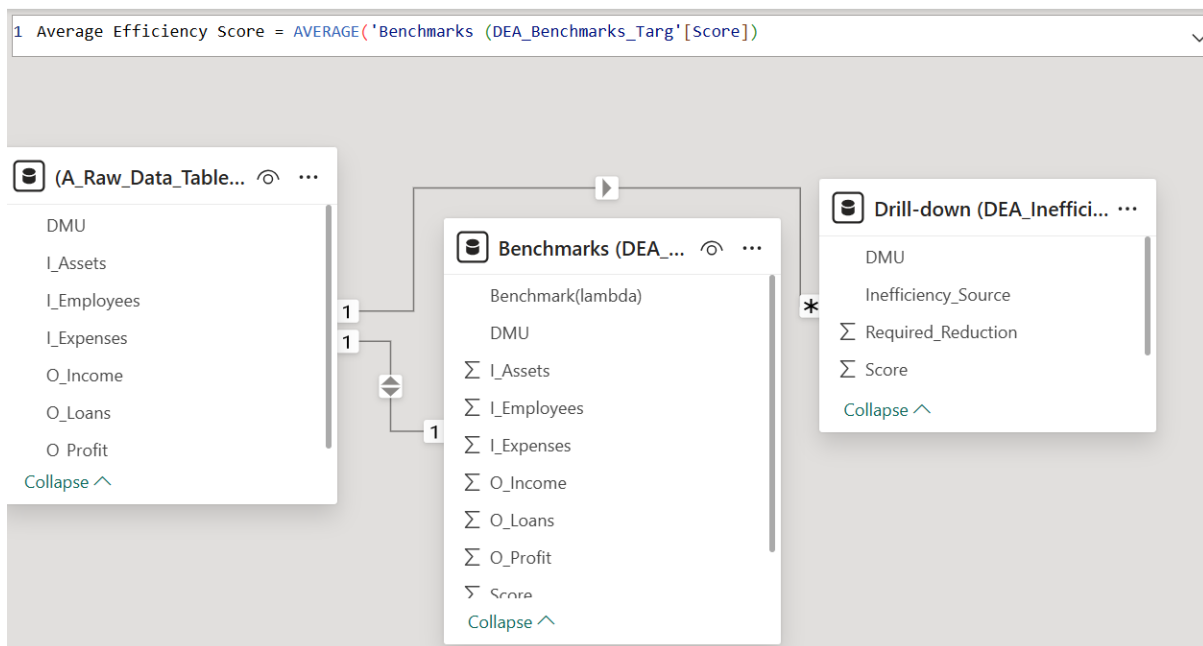 1 Average Efficiency Score = AVERAGE('Benchmarks (DEA_Benchmarks_Targ'[Score])
(A_Raw_Data_Table...
DMU
I_Assets
I_Employees
I_Expenses
O_Income
O_Loans
O_Profit
Collapse
1
1
1
Benchmarks (DEA_...
Benchmark(lambda)
DMU
Σ I_Assets
Σ I_Employees
Σ I_Expenses
Σ O_Income
Σ O_Loans
Σ O_Profit
Σ Score
Collapse
*
Drill-down (DEA_Ineffici...
DMU
Inefficiency_Source
Σ Required_Reduction
Σ Score
Collapse